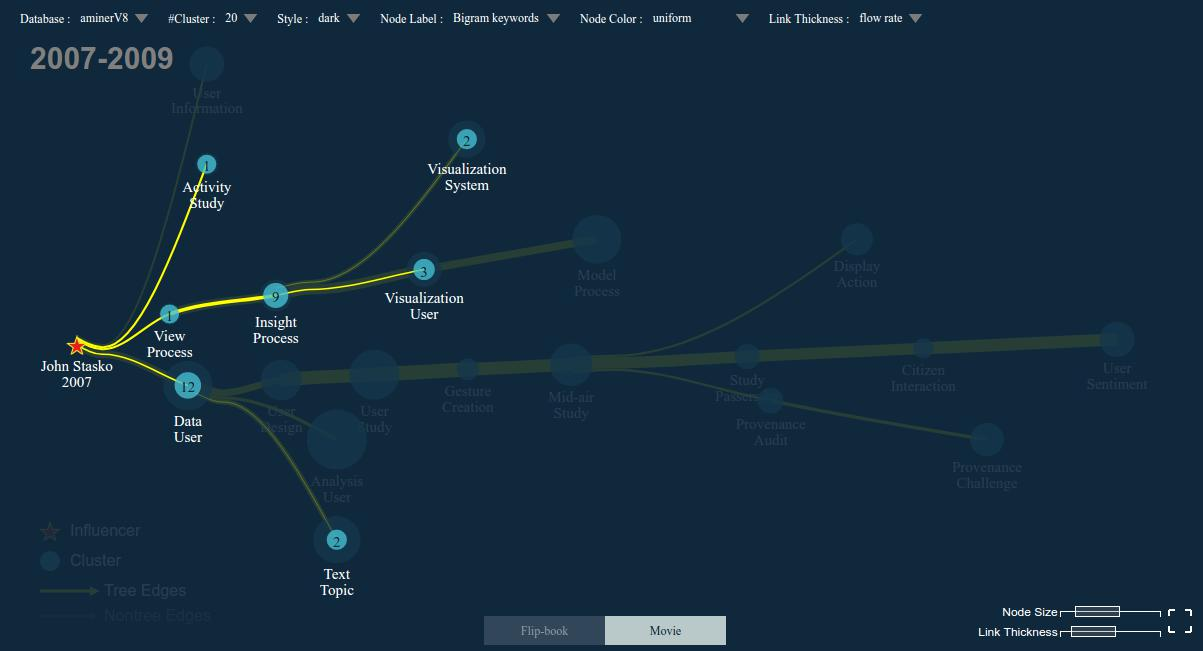 Database : aminerV8 #Cluster : 20 Style : dark Node Label : Bigram keywords Node Color : uniform Link Thickness : flow rate
2007-2009
User
Information
1
Activity
Study
2
Visualization
System
3
Visualization
User
Model
Process
Display
Action
9
Insight
Process
1
View
Process
John Stasko
2007
12
Data
User
User
Design
User
Study
Gesture
Creation
Mid-air
Study
Study
Passers
Citizen
Interaction
User
Sentiment
Provenance
Audit
Provenance
Challenge
Analysis
User
2
Text
Topic
Influencer
Cluster
Tree Edges
Nontree Edges
Flip-book Movie
Node Size
Link Thickness